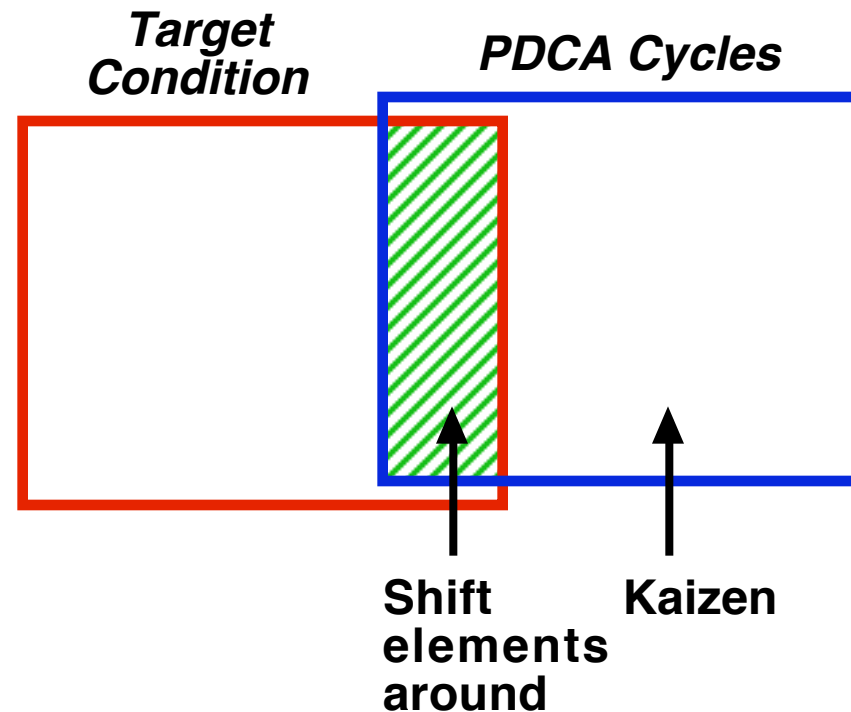 Target
Condition
PDCA Cycles
Shift
elements
around
Kaizen